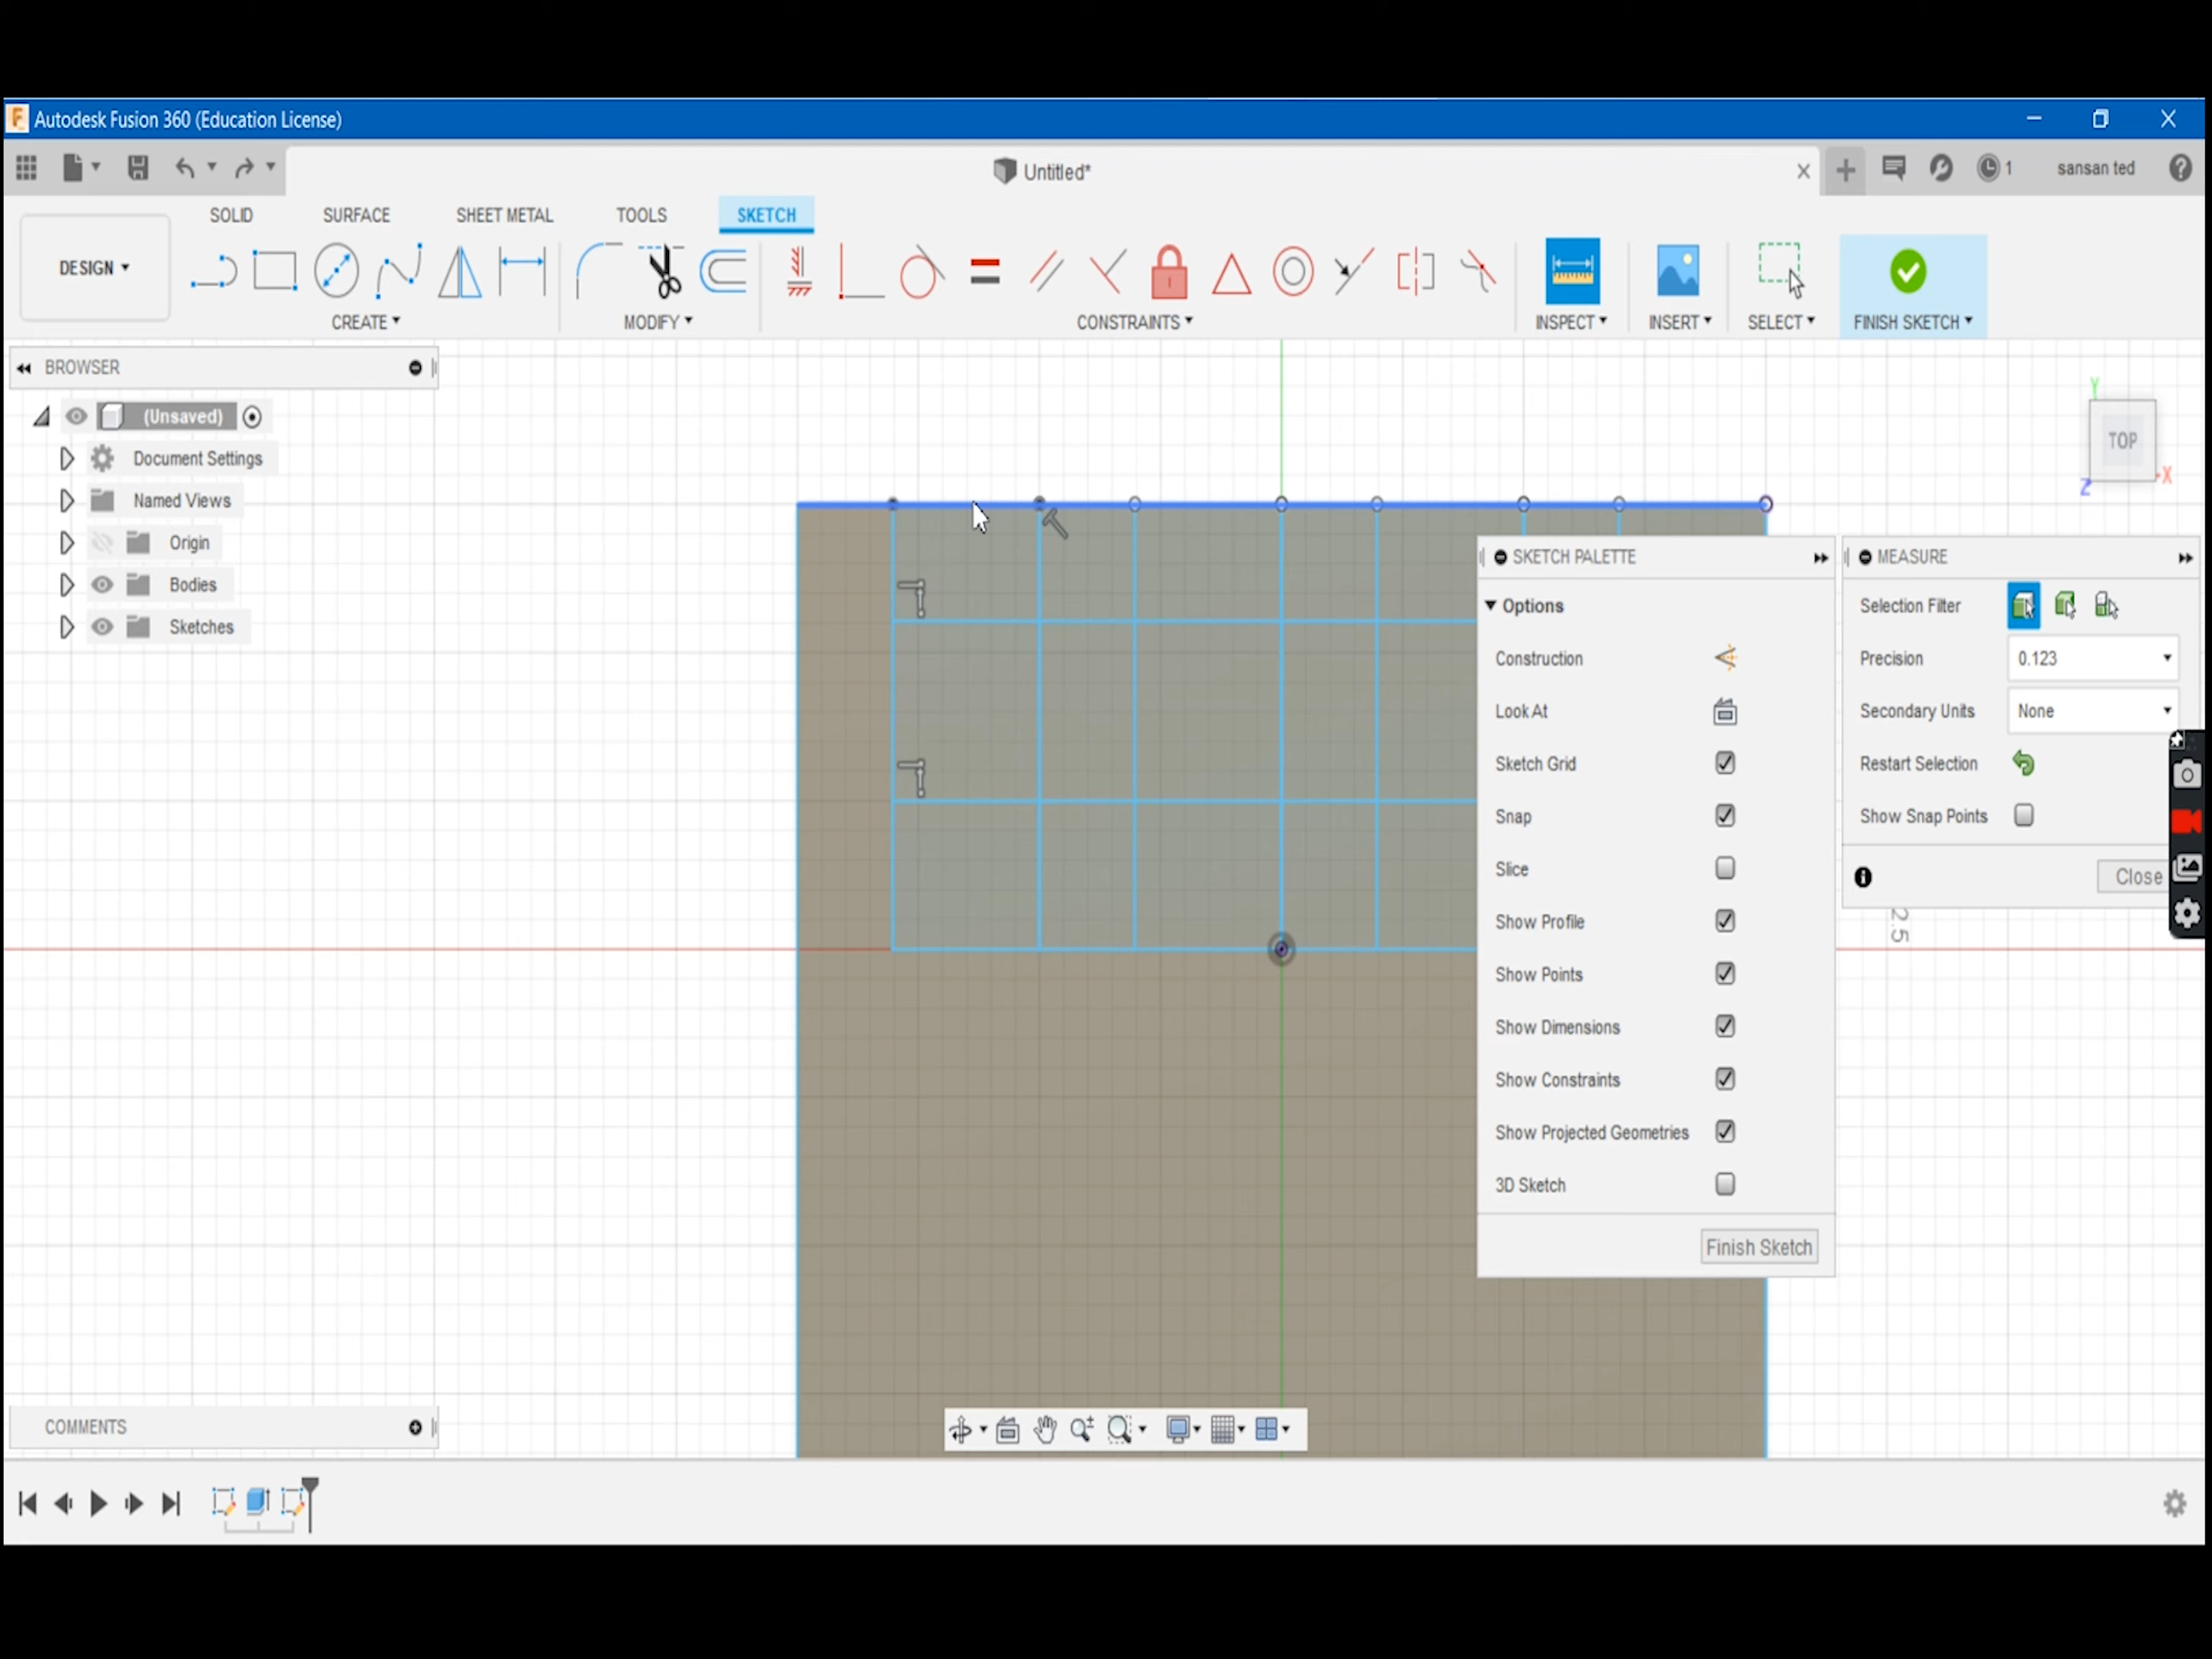 Autodesk Fusion 360 (Education License)
Untitled*
1
sansan ted
SOLID
SURFACE
SHEET METAL
TOOLS
SKETCH
DESIGN
CREATE
MODIFY
CONSTRAINTS
INSPECT
INSERT
SELECT
FINISH SKETCH
BROWSER
(Unsaved)
Document Settings
Named Views
Origin
Bodies
Sketches
Y
TOP
X
Z
SKETCH PALETTE
Options
Construction
Look At
Sketch Grid
Snap
Slice
Show Profile
Show Points
Show Dimensions
Show Constraints
Show Projected Geometries
3D Sketch
Finish Sketch
MEASURE
Selection Filter
Precision 0.123
Secondary Units None
Restart Selection
Show Snap Points
Close
2.5
COMMENTS